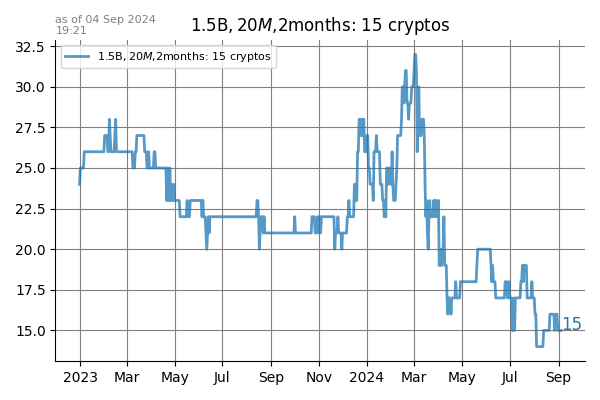 as of 04 Sep 2024
19:21
1.5B, 20M,2months: 15 cryptos
1.5B, 20M,2months: 15 cryptos
32.5
30.0
27.5
25.0
22.5
20.0
17.5
15.0
15
2023 Mar May Jul Sep Nov 2024 Mar May Jul Sep